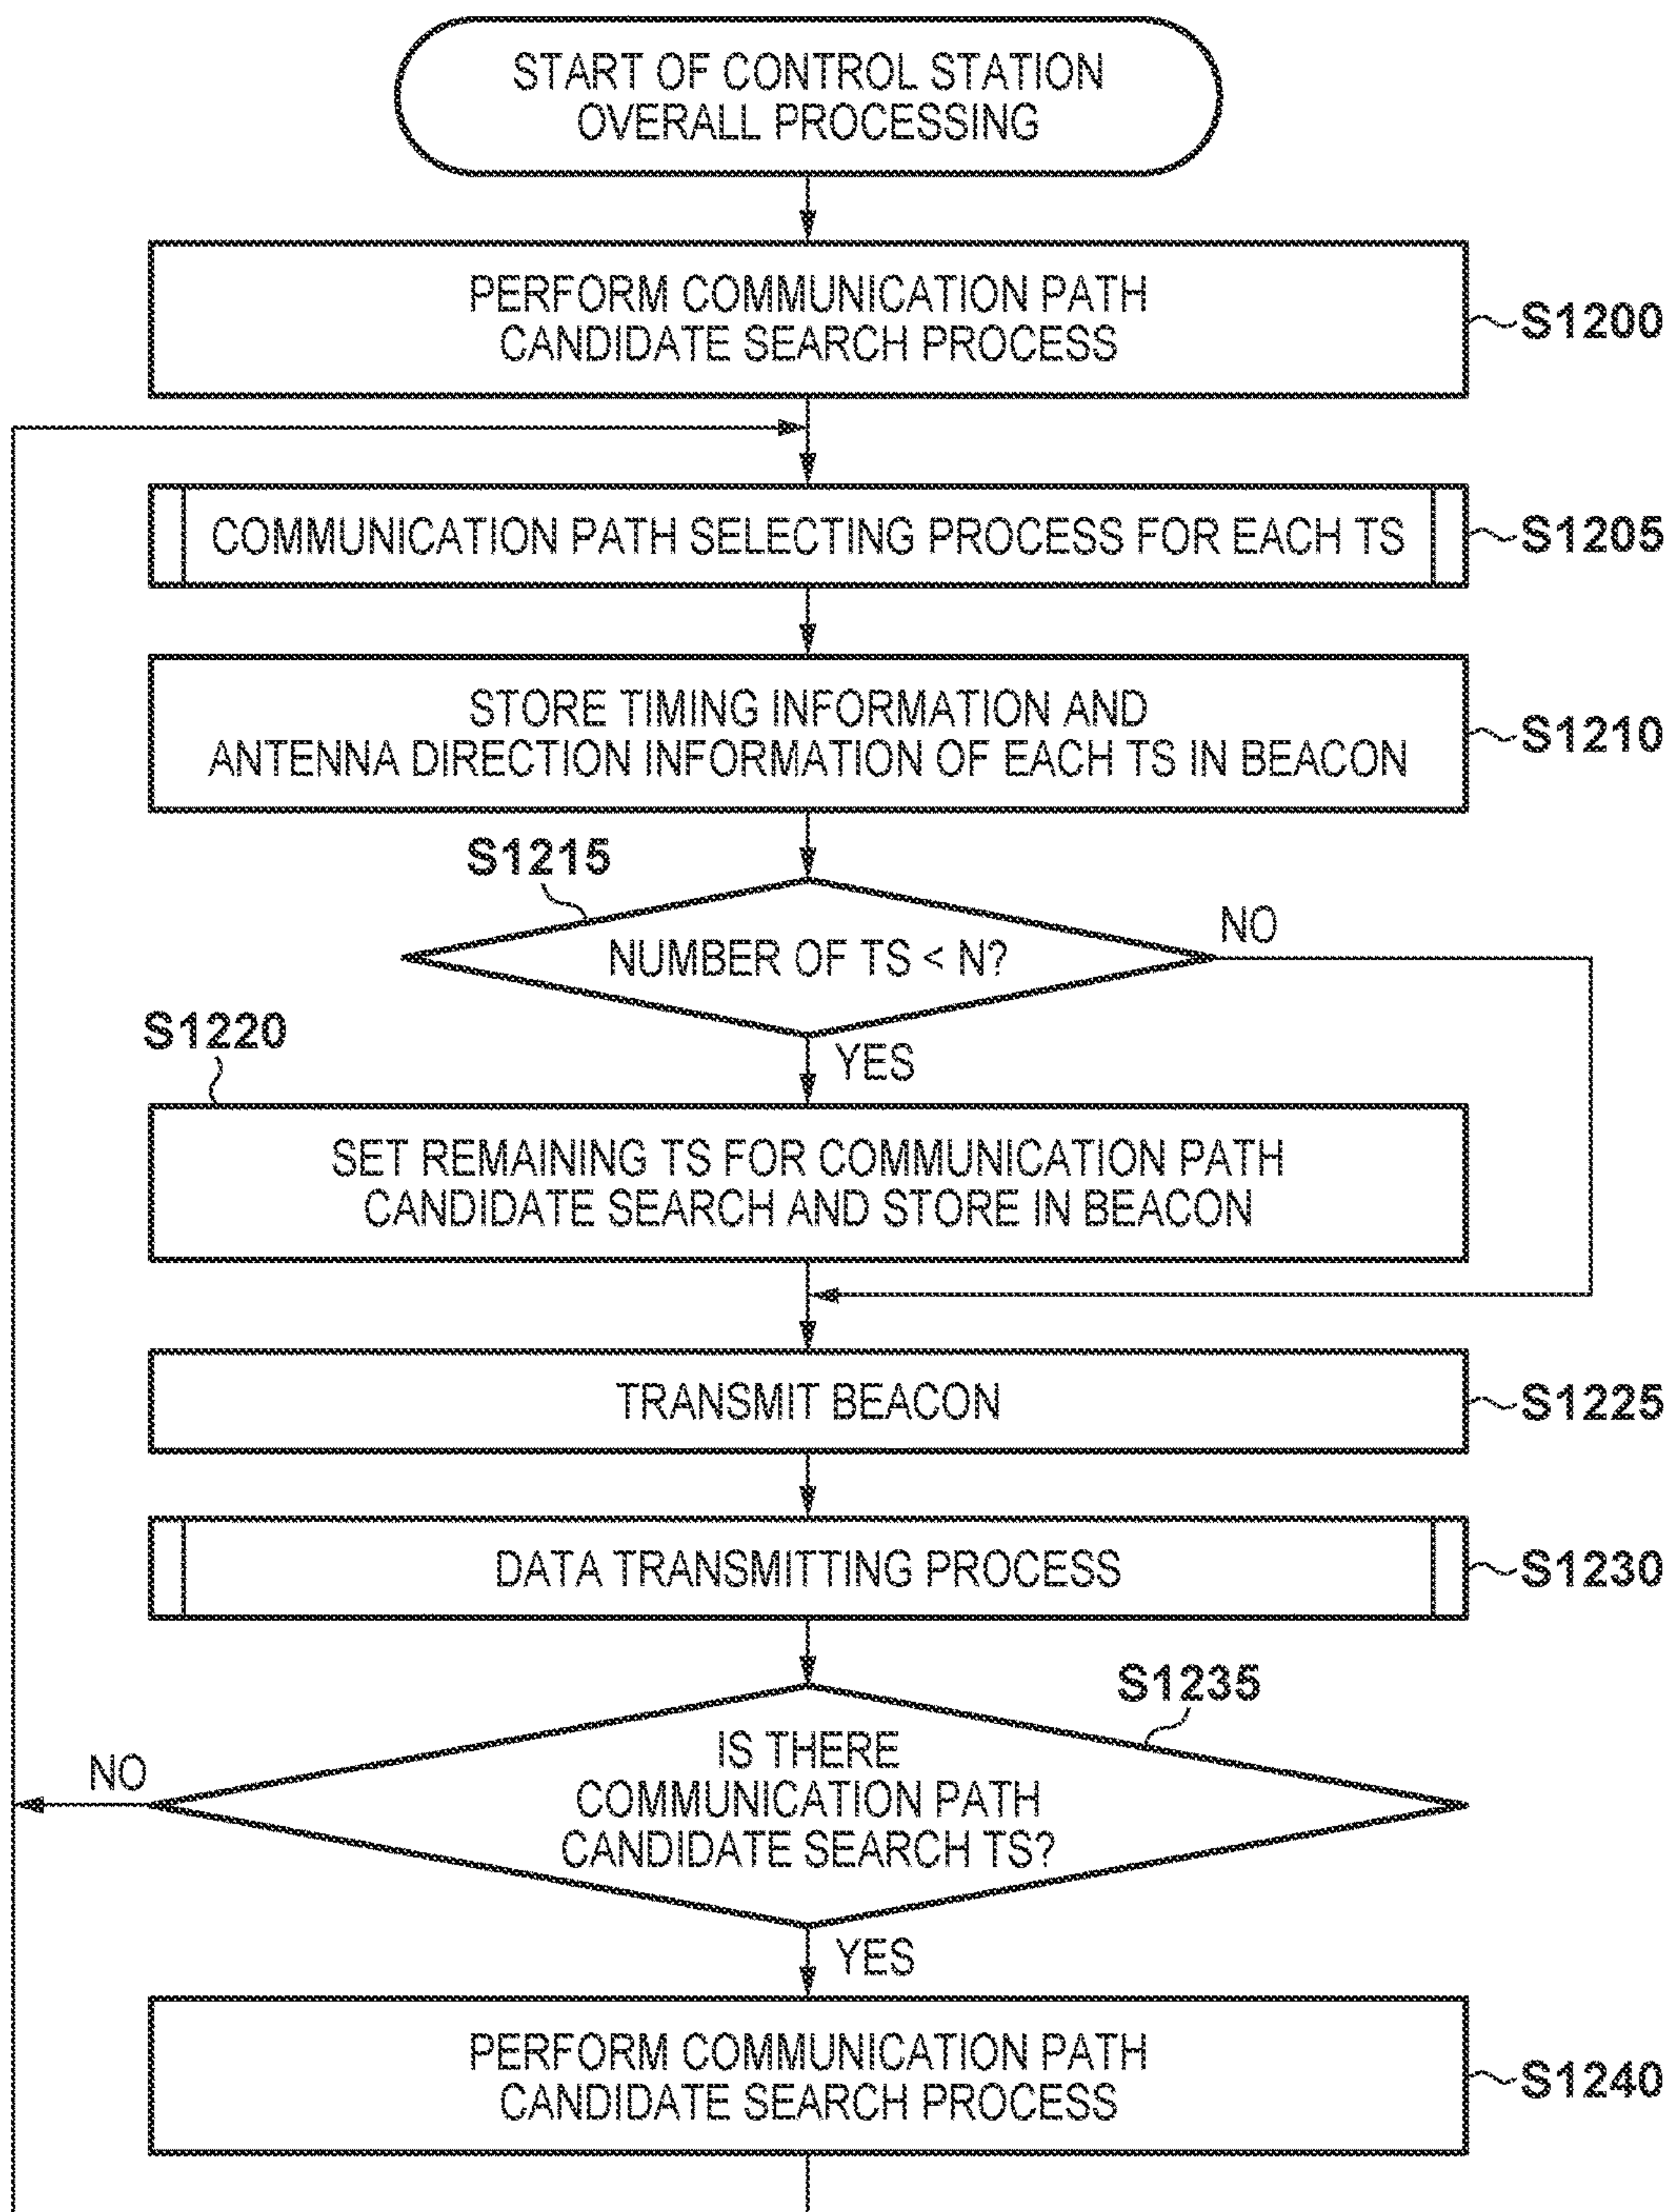 START OF CONTROL STATION
OVERALL PROCESSING
PERFORM COMMUNICATION PATH
CANDIDATE SEARCH PROCESS
S1200
COMMUNICATION PATH SELECTING PROCESS FOR EACH TS
S1205
STORE TIMING INFORMATION AND
ANTENNA DIRECTION INFORMATION OF EACH TS IN BEACON
S1210
S1215
NUMBER OF TS < N?
NO
YES
S1220
SET REMAINING TS FOR COMMUNICATION PATH
CANDIDATE SEARCH AND STORE IN BEACON
TRANSMIT BEACON
S1225
DATA TRANSMITTING PROCESS
S1230
S1235
IS THERE
COMMUNICATION PATH
CANDIDATE SEARCH TS?
NO
YES
PERFORM COMMUNICATION PATH
CANDIDATE SEARCH PROCESS
S1240